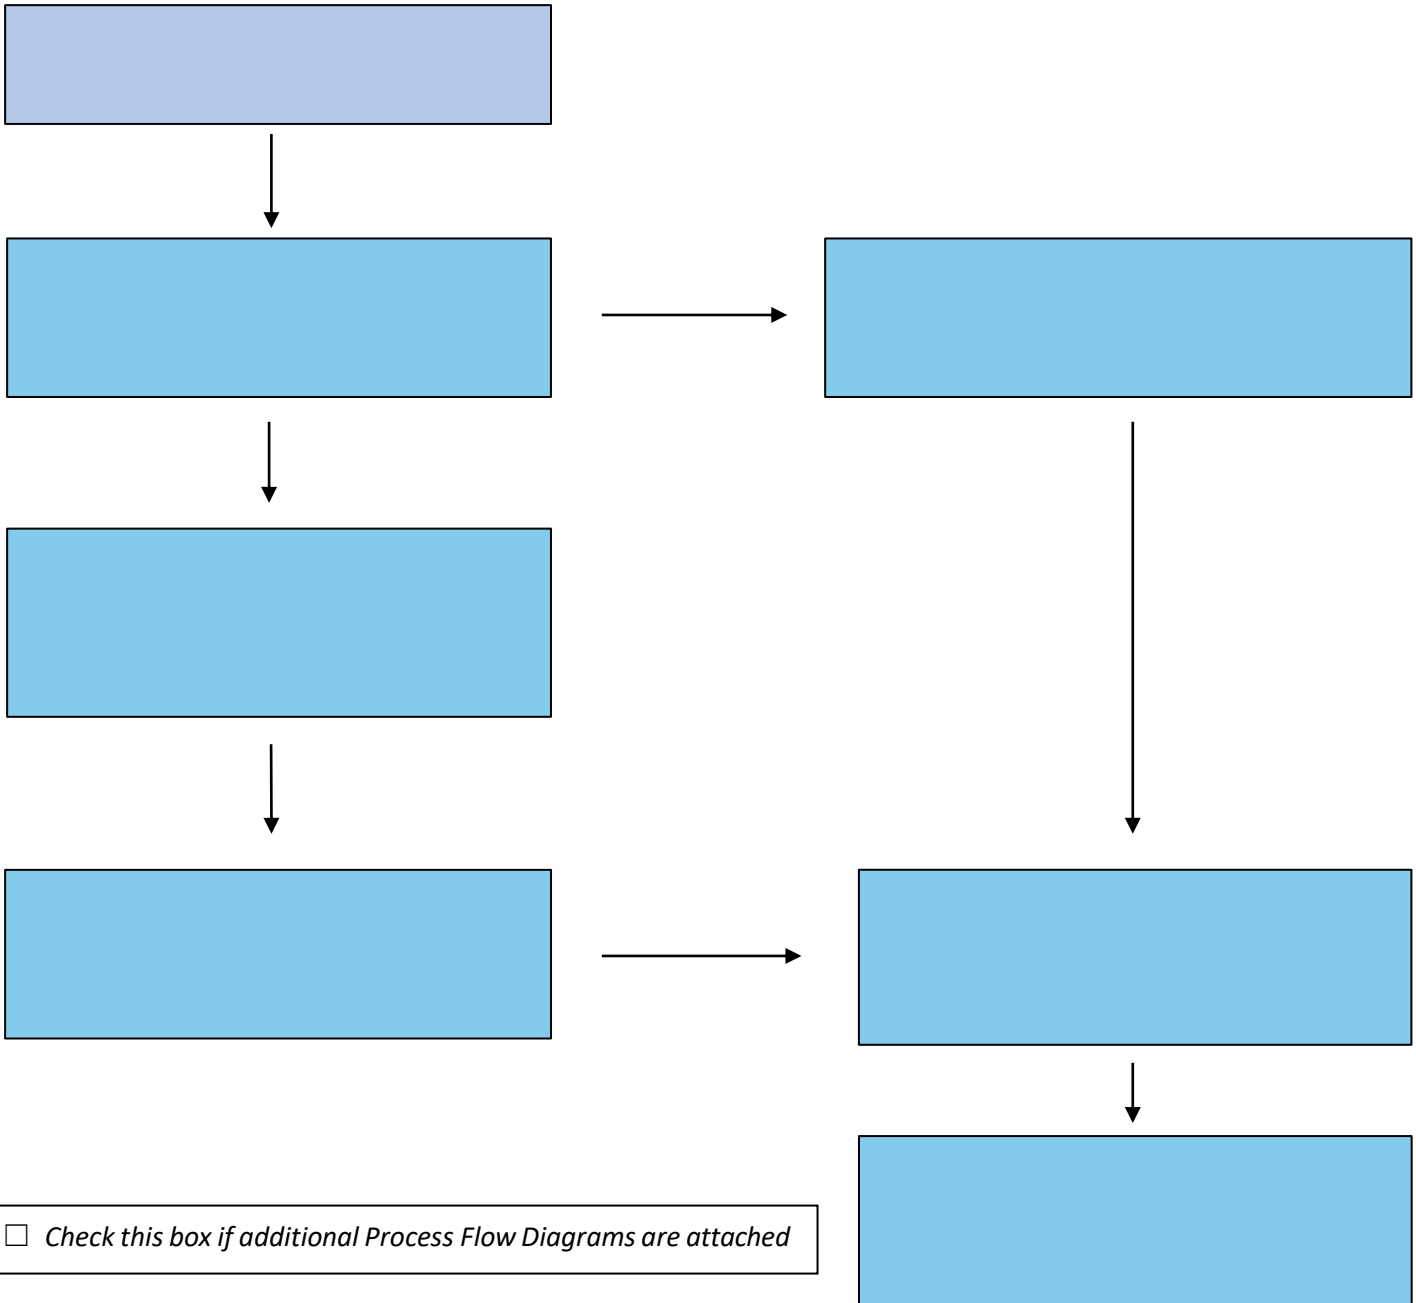 ☐ Check this box if additional Process Flow Diagrams are attached